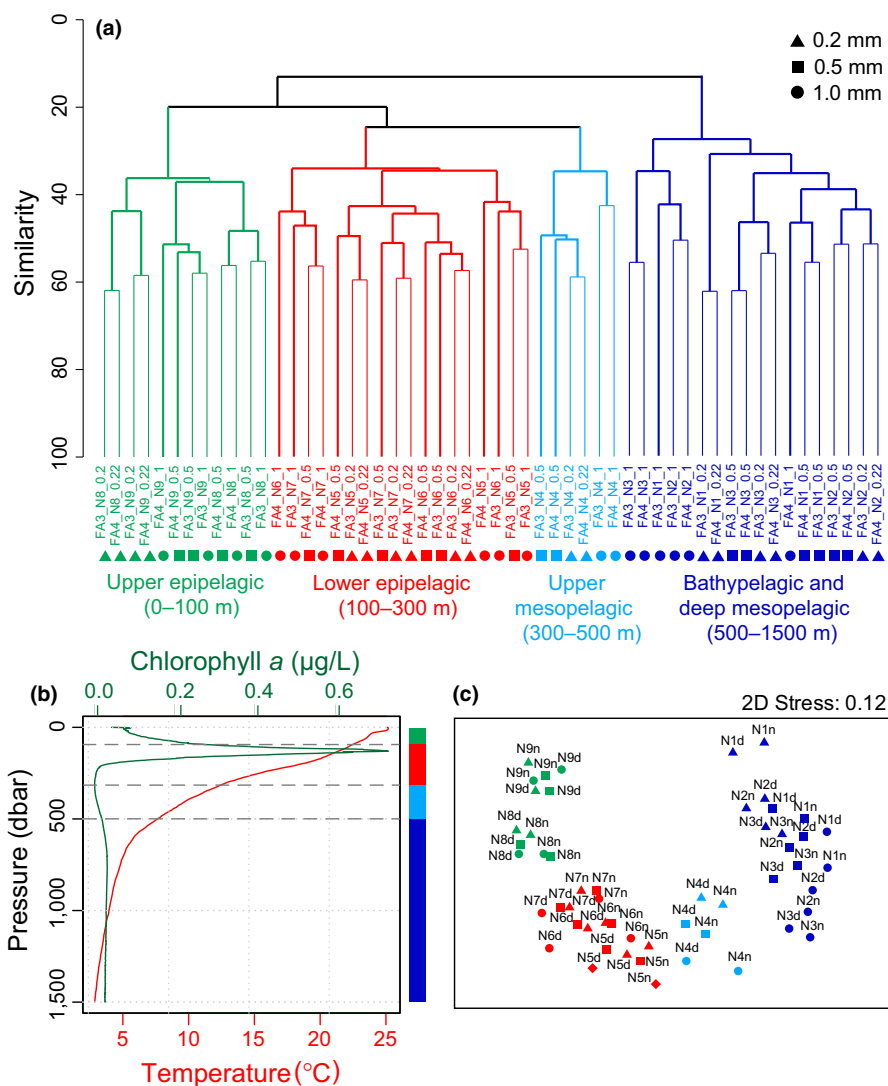 (a)
0
20
40
60
80
100
Similarity
0.2 mm
0.5 mm
1.0 mm
FA3_N8_0.2
FA4_N8_0.22
FA3_N9_0.2
FA4_N9_0.22
FA4_N9_1
FA4_N9_0.5
FA3_N9_0.5
FA3_N9_1
FA4_N8_0.5
FA4_N8_1
FA3_N8_0.5
FA3_N8_1
FA4_N6_1
FA3_N7_1
FA4_N7_0.5
FA4_N7_1
FA4_N5_0.5
FA3_N5_0.2
FA4_N5_0.22
FA3_N7_0.5
FA3_N7_0.2
FA4_N7_0.22
FA4_N6_0.5
FA3_N6_0.5
FA3_N6_0.2
FA4_N6_0.22
FA4_N5_1
FA3_N6_1
FA3_N5_0.5
FA3_N5_1
FA3_N4_0.5
FA4_N4_0.5
FA3_N4_0.2
FA4_N4_0.22
FA3_N4_1
FA4_N4_1
FA3_N3_1
FA4_N3_1
FA3_N1_1
FA3_N2_1
FA4_N2_1
FA3_N1_0.2
FA4_N1_0.22
FA3_N3_0.5
FA4_N3_0.5
FA3_N3_0.2
FA4_N3_0.22
FA4_N1_1
FA4_N1_0.5
FA3_N1_0.5
FA3_N2_0.5
FA4_N2_0.5
FA3_N2_0.2
FA4_N2_0.22
Upper epipelagic
(0–100 m)
Lower epipelagic
(100–300 m)
Upper
mesopelagic
(300–500 m)
Bathypelagic and
deep mesopelagic
(500–1500 m)
(b)
Chlorophyll a (µg/L)
0.0 0.2 0.4 0.6
Pressure (dbar)
0
500
1,000
1,500
5 10 15 20 25
Temperature (°C)
(c)
2D Stress: 0.12
N1d N1n
N9n N9n N9d
N9n
N9d N9d
N2d
N2n N1d N1n
N3d N3n N2d N1d
N8d N8n
N2n
N8d
N8d N8n
N3n N1n
N3d
N7n N7n
N2d
N7d N7d N7d N7n
N4d N4n
N2n
N6d N6d N6n N6n
N4d N4n
N3d N3n
N6d N5d N5n
N4d N4n
N5d N5d N5n
N5n